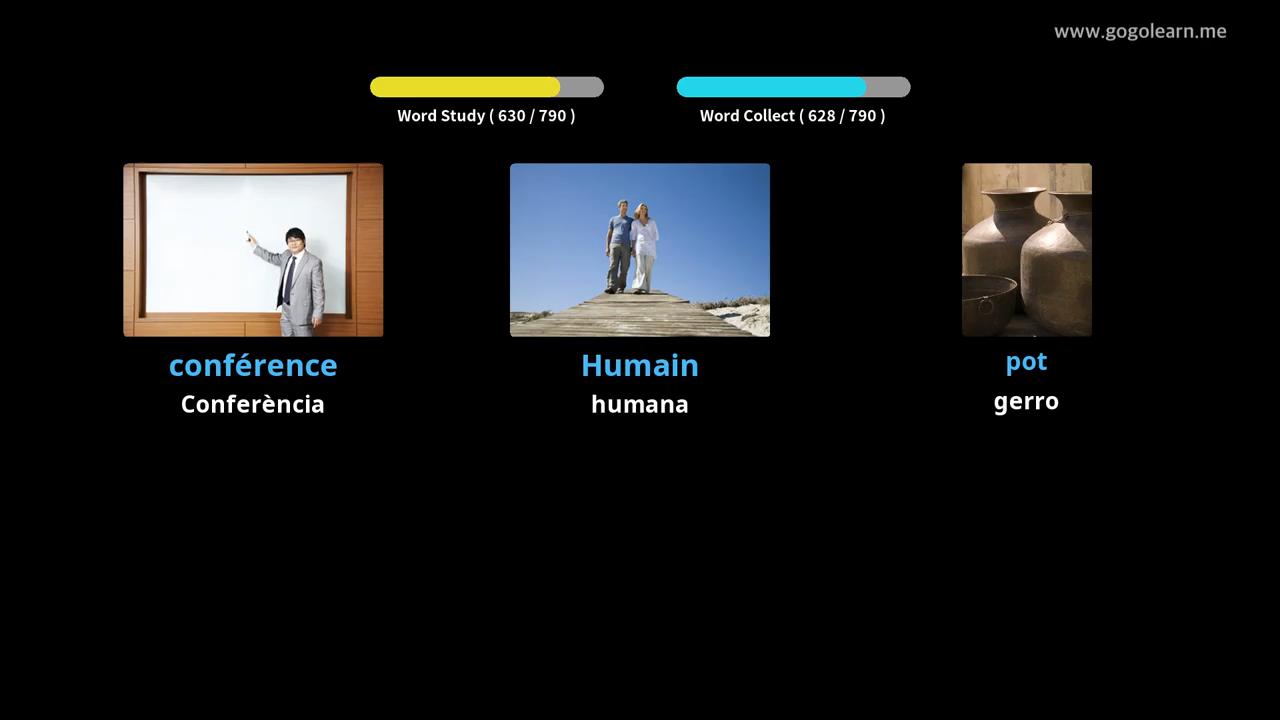 www.gogolearn.me
Word Study ( 630 / 790 )
Word Collect ( 628 / 790 )
conférence
Conferència
Humain
humana
pot
gerro